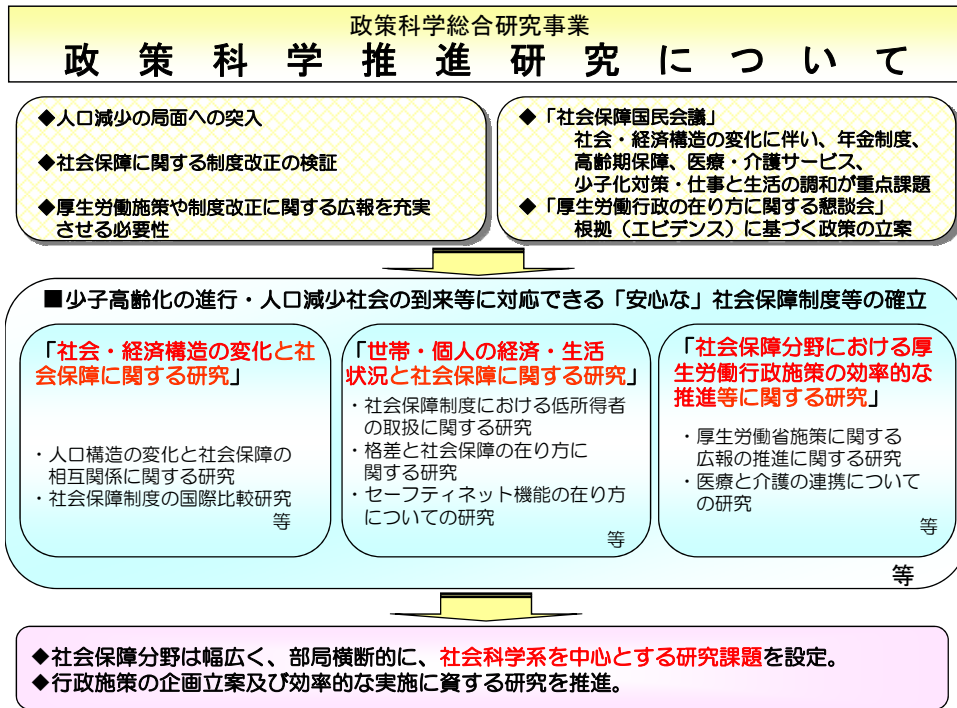 政策科学総合研究事業
政策科学推進研究について
◆人口減少の局面への突入
◆社会保障に関する制度改正の検証
◆厚生労働施策や制度改正に関する広報を充実
させる必要性
◆「社会保障国民会議」
社会・経済構造の変化に伴い、年金制度、
高齢期保障、医療・介護サービス、
少子化対策・仕事と生活の調和が重点課題
◆「厚生労働行政の在り方に関する懇談会」
根拠（エビデンス）に基づく政策の立案
■少子高齢化の進行・人口減少社会の到来等に対応できる「安心な」社会保障制度等の確立
「社会・経済構造の変化と社
会保障に関する研究」
・人口構造の変化と社会保障の
相互関係に関する研究
・社会保障制度の国際比較研究
等
「世帯・個人の経済・生活
状況と社会保障に関する研究」
・社会保障制度における低所得者
の取扱に関する研究
・格差と社会保障の在り方に
関する研究
・セーフティネット機能の在り方
についての研究
等
「社会保障分野における厚
生労働行政施策の効率的な
推進等に関する研究」
・厚生労働省施策に関する
広報の推進に関する研究
・医療と介護の連携について
の研究
等
等
◆社会保障分野は幅広く、部局横断的に、社会科学系を中心とする研究課題を設定。
◆行政施策の企画立案及び効率的な実施に資する研究を推進。